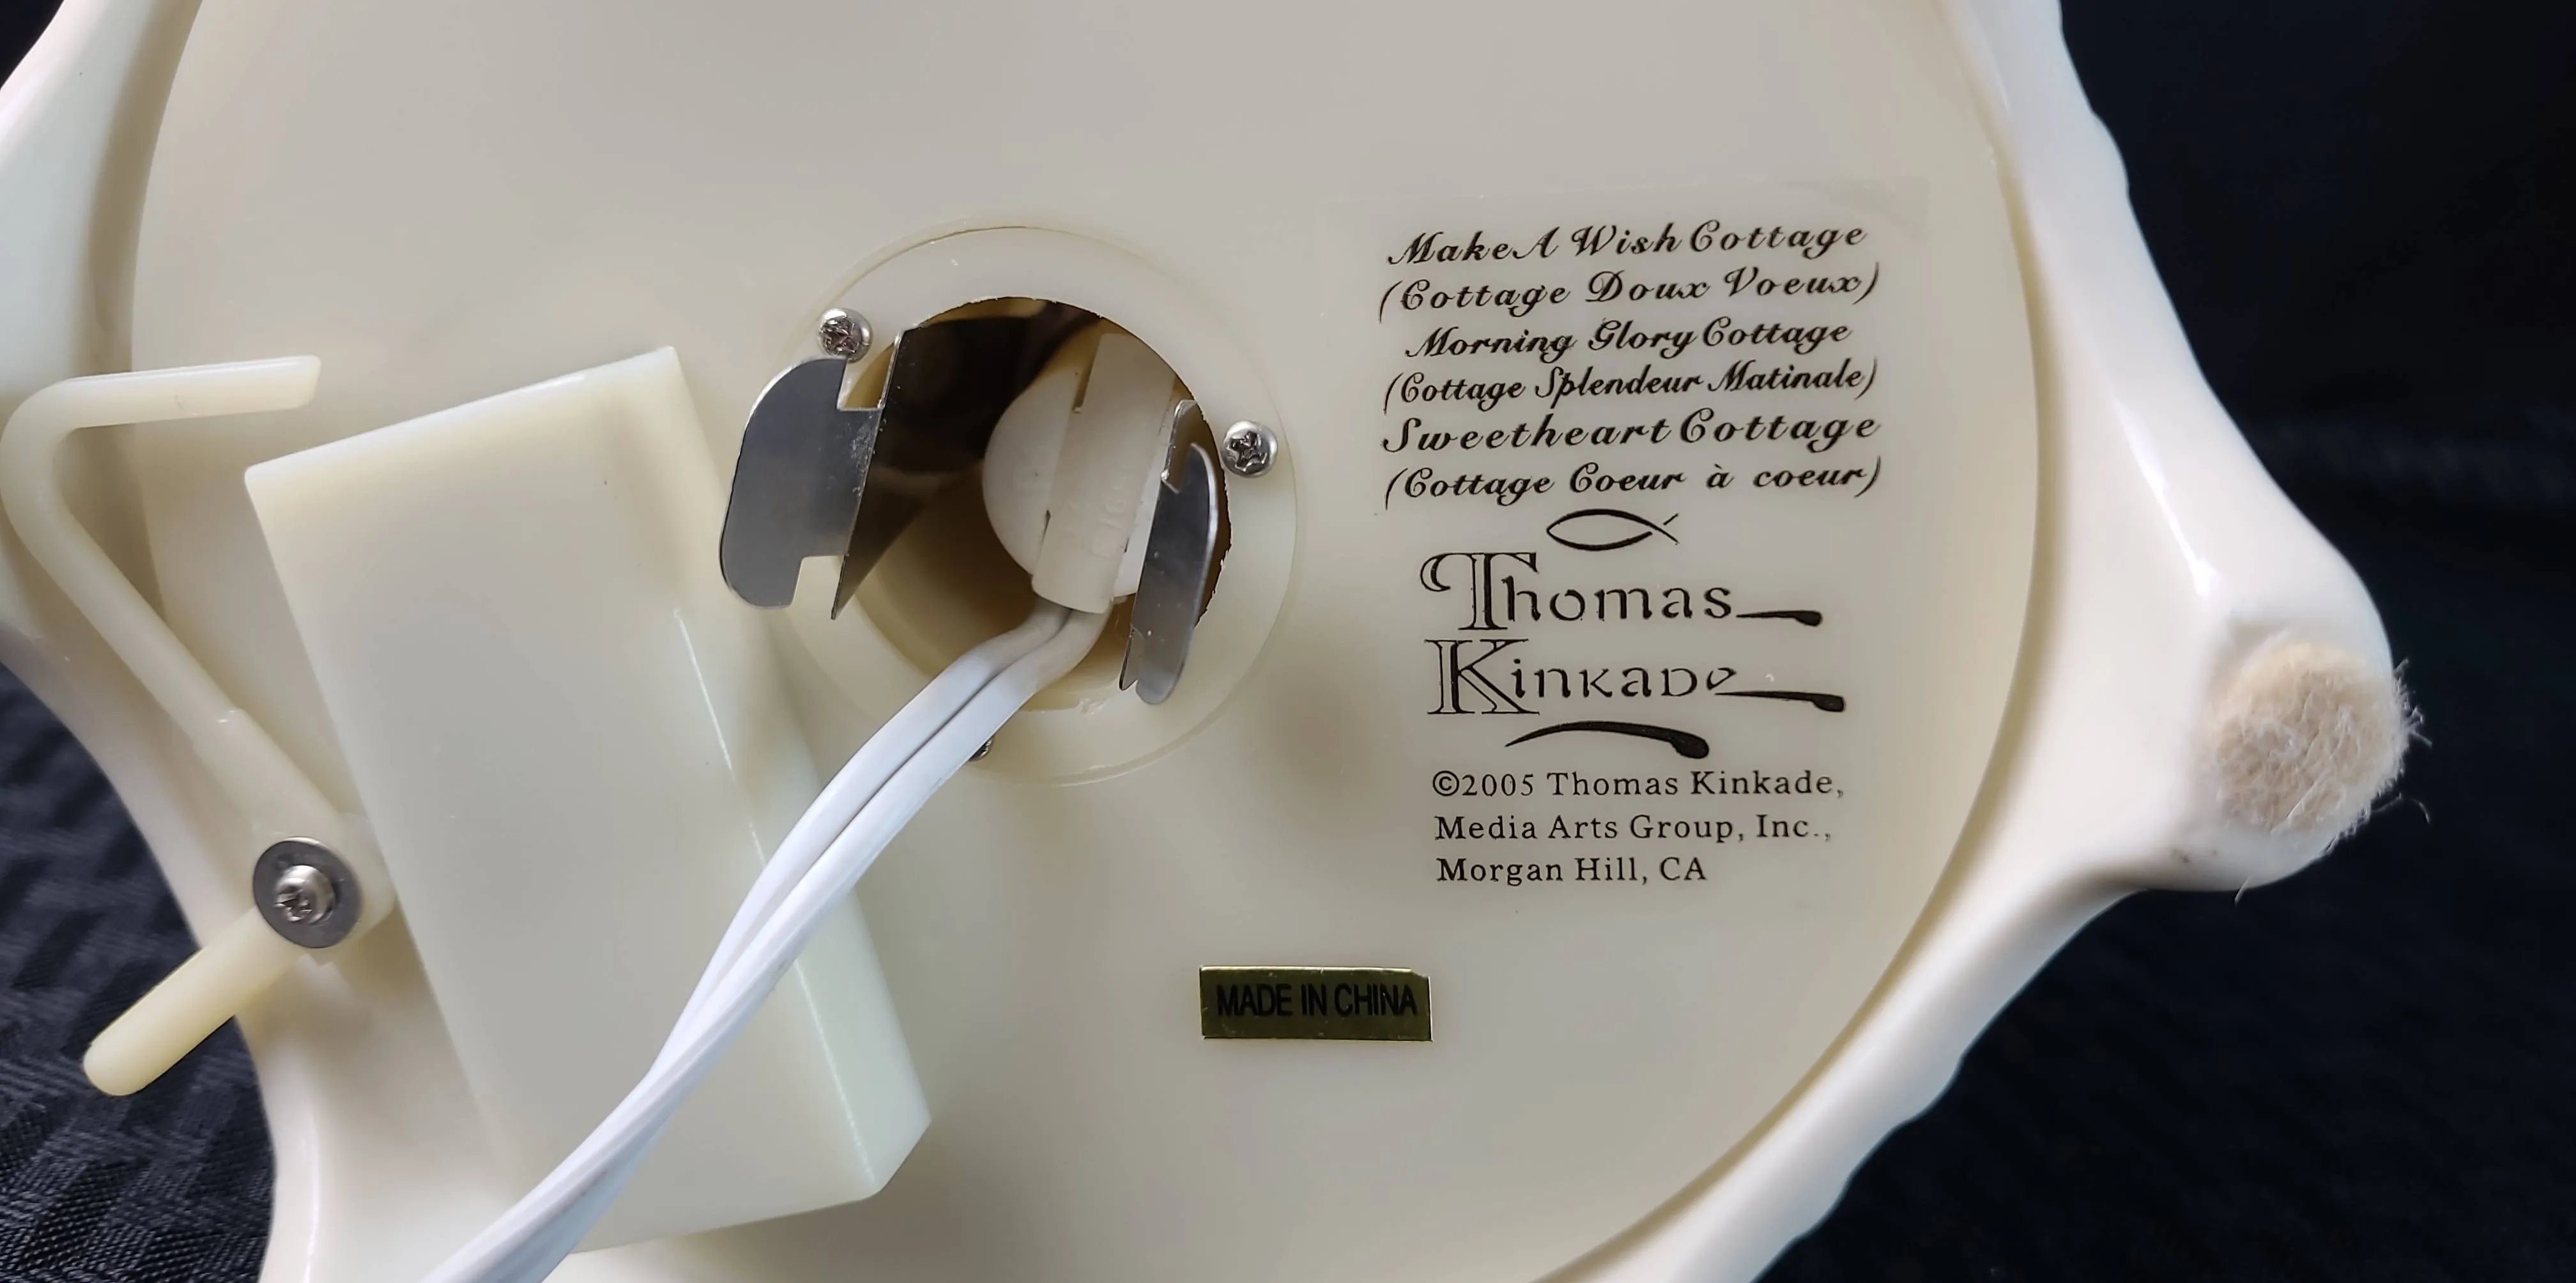 Make A Wish Cottage
(Cottage Doux Voeux)
Morning Glory Cottage
(Cottage Splendeur Matinale)
Sweetheart Cottage
(Cottage Coeur à coeur)
Thomas
Kinkade
©2005 Thomas Kinkade,
Media Arts Group, Inc.,
Morgan Hill, CA
MADE IN CHINA